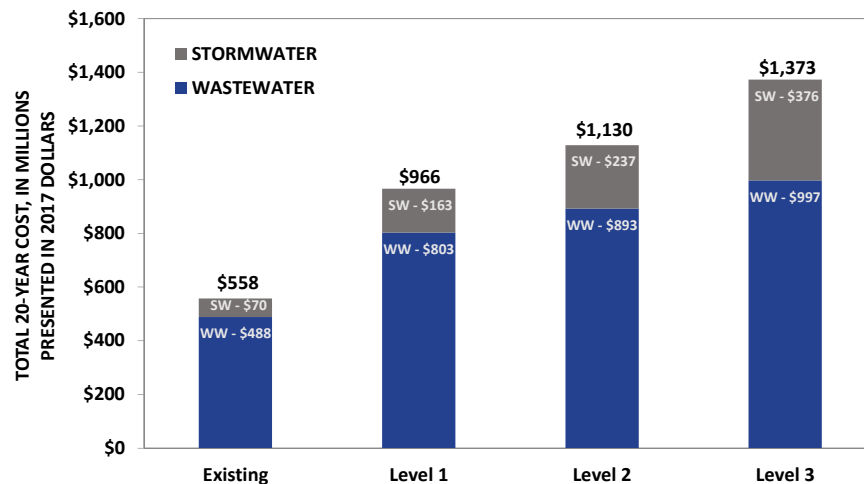 TOTAL 20-YEAR COST, IN MILLIONS
PRESENTED IN 2017 DOLLARS
$1,600
$1,400
$1,200
$1,000
$800
$600
$400
$200
$0
STORMWATER
WASTEWATER
$558
SW - $70
WW - $488
$966
SW - $163
WW - $803
$1,130
SW - $237
WW - $893
$1,373
SW - $376
WW - $997
Existing
Level 1
Level 2
Level 3